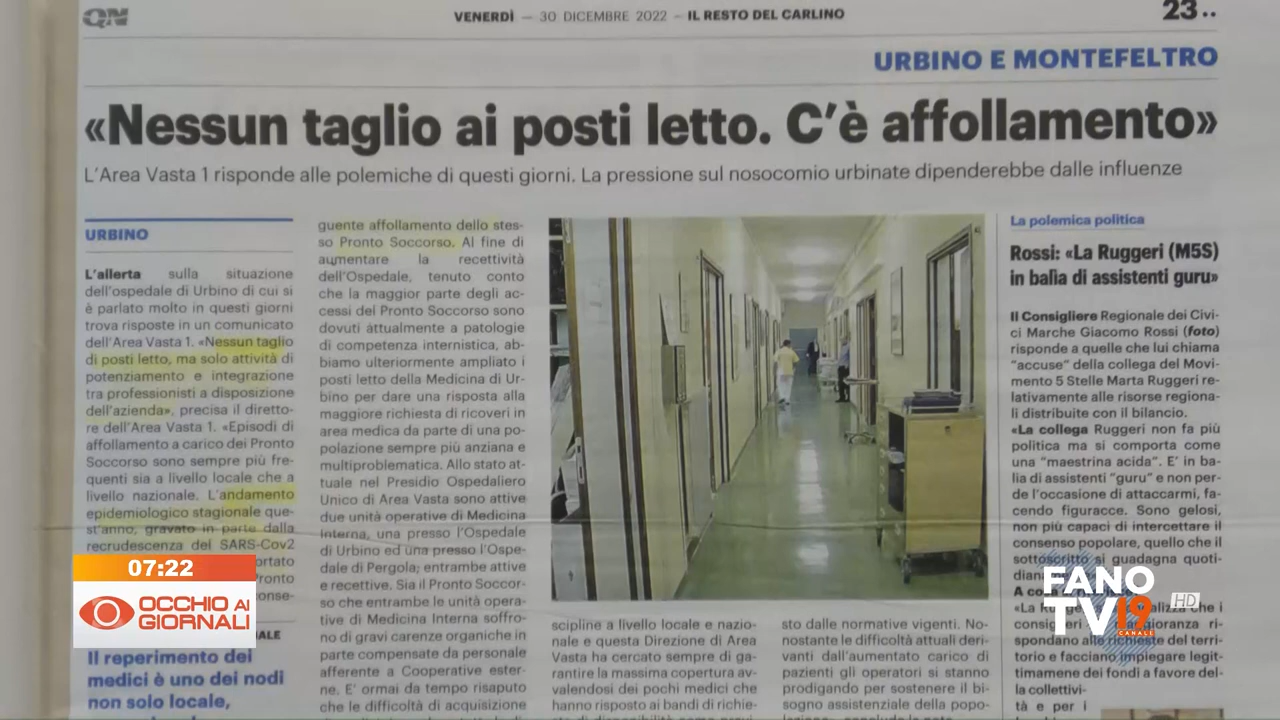 QN
VENERDÌ — 30 DICEMBRE 2022 – IL RESTO DEL CARLINO
23..
URBINO E MONTEFELTRO
«Nessun taglio ai posti letto. C'è affollamento»
L'Area Vasta 1 risponde alle polemiche di questi giorni. La pressione sul nosocomio urbinate dipenderebbe dalle influenze
URBINO
L'allerta sulla situazione
dell'ospedale di Urbino di cui si
è parlato molto in questi giorni
trova risposte in un comunicato
dell'Area Vasta 1. «Nessun taglio
di posti letto, ma solo attività di
potenziamento e integrazione
tra professionisti a disposizione
dell'azienda», precisa il diretto-
re dell'Area Vasta 1. «Episodi di
affollamento a carico dei Pronto
Soccorso sono sempre più fre-
quenti sia a livello locale che a
livello nazionale. L'andamento
epidemiologico stagionale que-
st'anno, gravato in parte dalla
recrudescenza del SARS-Cov2
Il reperimento dei
medici è uno dei nodi
non solo locale,
guente affollamento dello stes-
so Pronto Soccorso. Al fine di
aumentare la recettività
dell'Ospedale, tenuto conto
che la maggior parte degli ac-
cessi del Pronto Soccorso sono
dovuti attualmente a patologie
di competenza internistica, ab-
biamo ulteriormente ampliato i
posti letto della Medicina di Ur-
bino per dare una risposta alla
maggiore richiesta di ricoveri in
area medica da parte di una po-
polazione sempre più anziana e
multiproblematica. Allo stato at-
tuale nel Presidio Ospedaliero
Unico di Area Vasta sono attive
due unità operative di Medicina
Interna, una presso l'Ospedale
di Urbino ed una presso l'Ospe-
dale di Pergola; entrambe attive
e recettive. Sia il Pronto Soccor-
so che entrambe le unità opera-
tive di Medicina Interna soffro-
no di gravi carenze organiche in
parte compensate da personale
afferente a Cooperative ester-
ne. E' ormai da tempo risaputo
che le difficoltà di acquisizione
scipline a livello locale e nazio-
nale e questa Direzione di Area
Vasta ha cercato sempre di ga-
rantire la massima copertura av-
valendosi dei pochi medici che
hanno risposto ai bandi di richie-
sto dalle normative vigenti. No-
nostante le difficoltà attuali deri-
vanti dall'aumentato carico di
pazienti gli operatori si stanno
prodigando per sostenere il bi-
sogno assistenziale della popo-
La polemica politica
Rossi: «La Ruggeri (M5S)
in balìa di assistenti guru»
Il Consigliere Regionale dei Civi-
ci Marche Giacomo Rossi (foto)
risponde a quelle che lui chiama
"accuse" della collega del Movi-
mento 5 Stelle Marta Ruggeri re-
lativamente alle risorse regiona-
li distribuite con il bilancio.
«La collega Ruggeri non fa più
politica ma si comporta come
una "maestrina acida". E' in ba-
lia di assistenti "guru" e non per-
de l'occasione di attaccarmi, fa-
cendo figuracce. Sono gelosi,
non più capaci di intercettare il
consenso popolare, quello che il
sottoscritto si guadagna quoti-
spondano alle richieste del terri-
torio e facciano impiegare legit-
timamene dei fondi a favore del-
la collettivi-
tà e per i
07:22
OCCHIO AI
GIORNALI
FANO
TV19
HD
CANALE